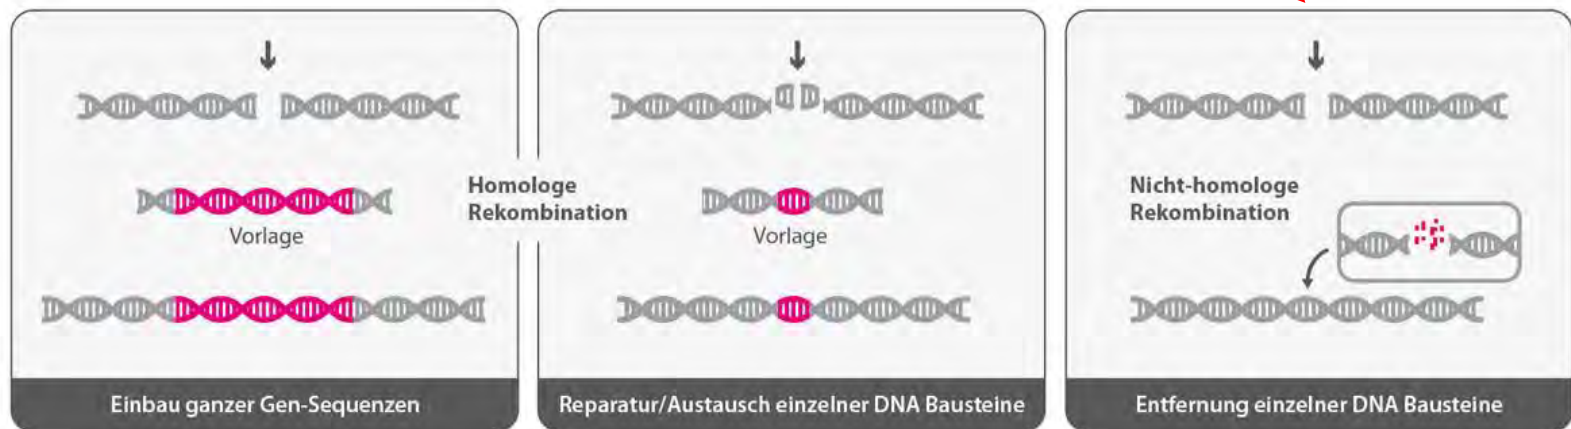 Homologe
Rekombination
Vorlage
Vorlage
Nicht-homologe
Rekombination
Einbau ganzer Gen-Sequenzen
Reparatur/Austausch einzelner DNA Bausteine
Entfernung einzelner DNA Bausteine